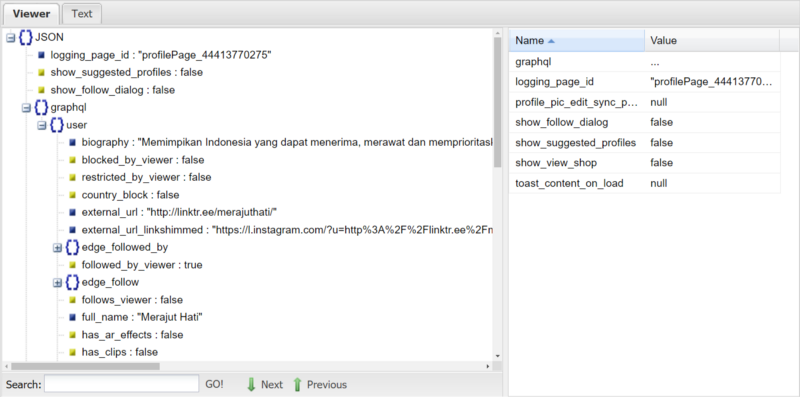 Viewer Text
JSON
logging_page_id : "profilePage_44413770275"
show_suggested_profiles : false
show_follow_dialog : false
graphql
user
biography : "Memimpikan Indonesia yang dapat menerima, merawat dan memprioritask
blocked_by_viewer : false
restricted_by_viewer : false
country_block : false
external_url : "http://linktr.ee/merajuthati/"
external_url_linkshimmed : "https://l.instagram.com/?u=http%3A%2F%2Flinktr.ee%2Fm
edge_followed_by
followed_by_viewer : true
edge_follow
follows_viewer : false
full_name : "Merajut Hati"
has_ar_effects : false
has_clips : false
Search: GO! Next Previous
Name Value
graphql ...
logging_page_id "profilePage_44413770...
profile_pic_edit_sync_p... null
show_follow_dialog false
show_suggested_profiles false
show_view_shop false
toast_content_on_load null